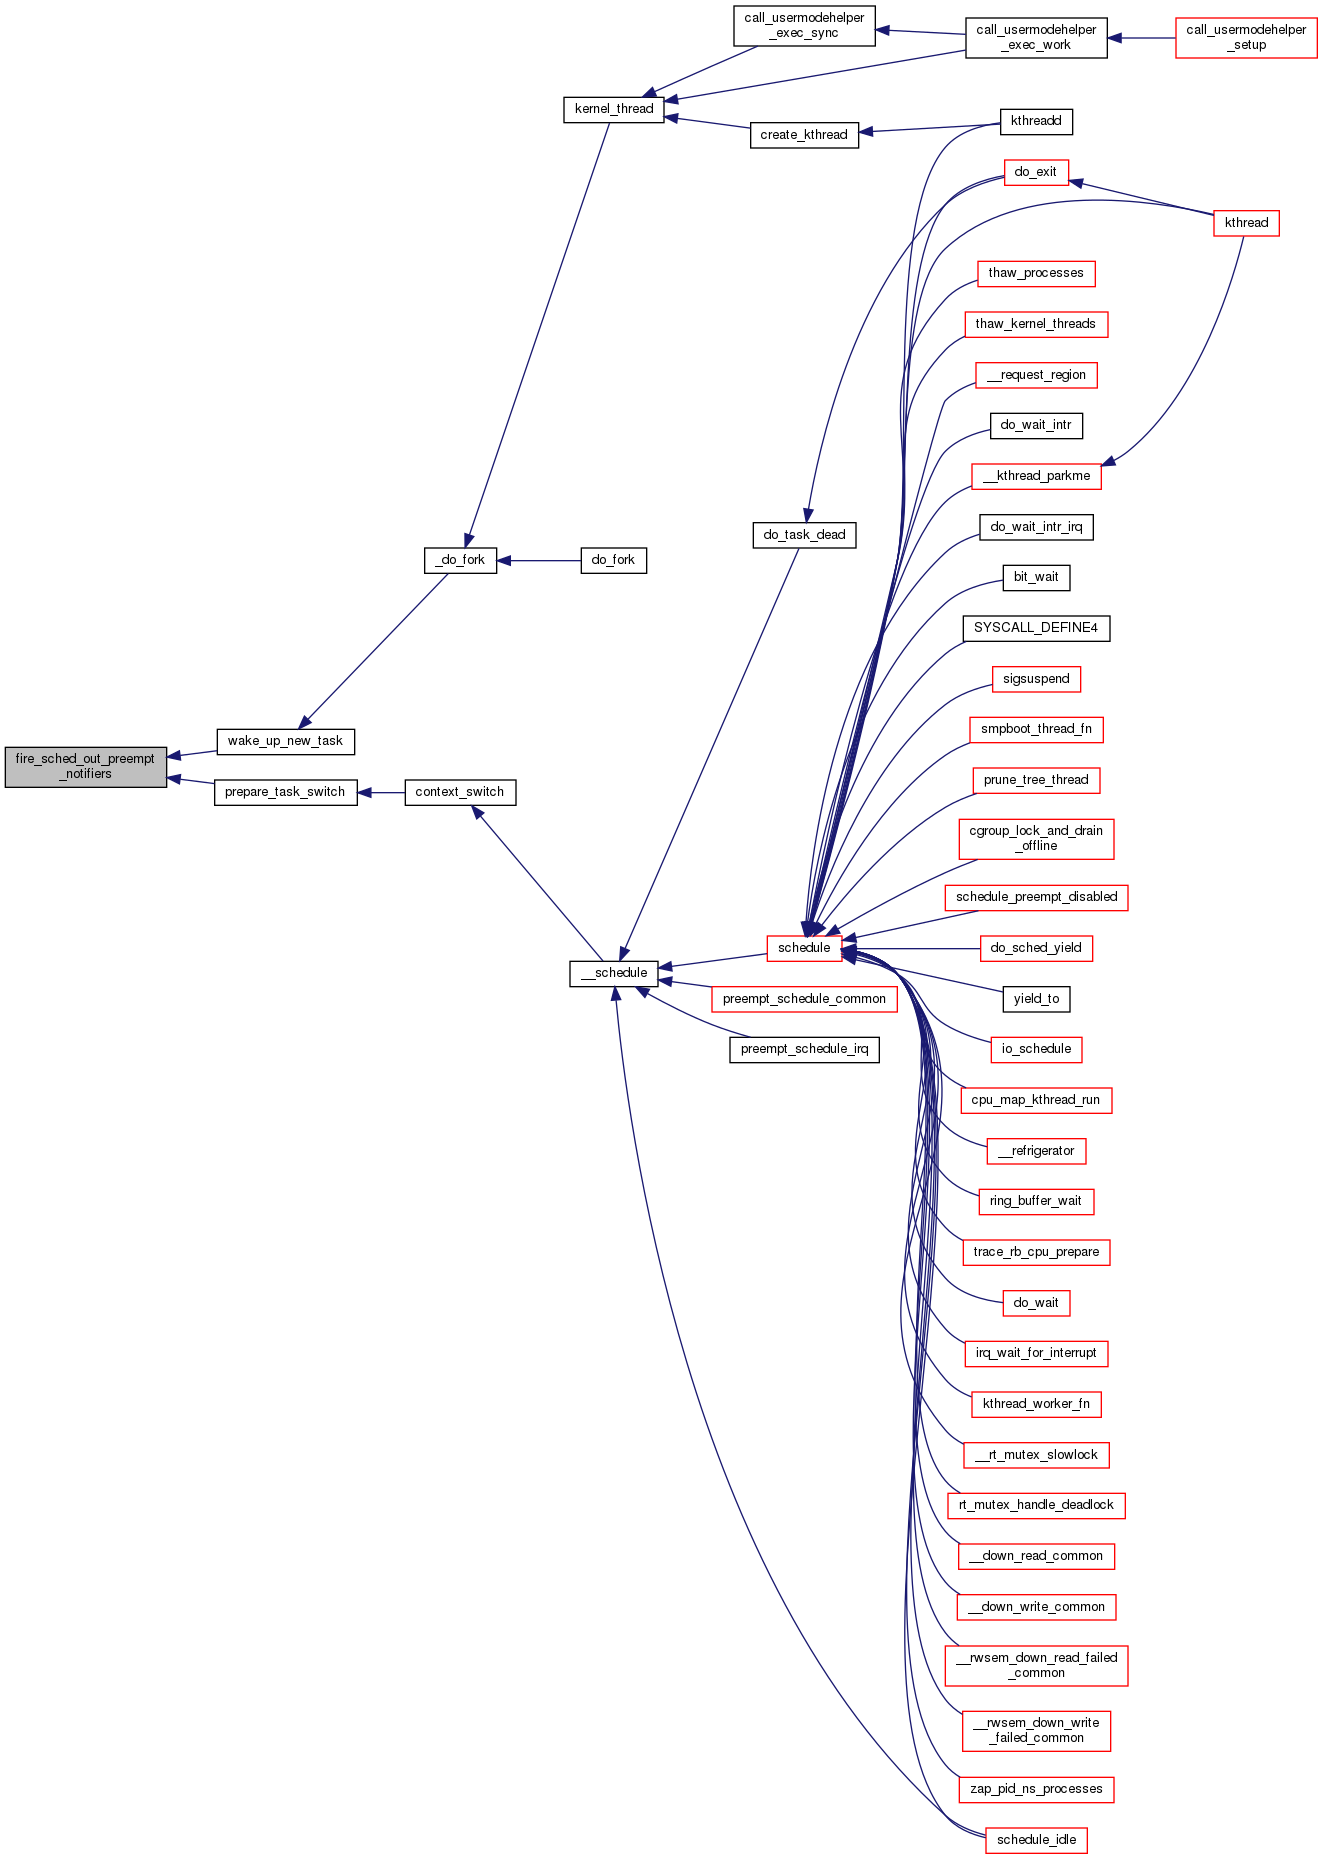 call_usermodehelper
_exec_sync
call_usermodehelper
_exec_work
call_usermodehelper
_setup
kernel_thread
create_kthread
kthreadd
do_exit
kthread
thaw_processes
thaw_kernel_threads
__request_region
do_wait_intr
__kthread_parkme
do_wait_intr_irq
do_task_dead
_do_fork
do_fork
bit_wait
SYSCALL_DEFINE4
sigsuspend
smpboot_thread_fn
wake_up_new_task
fire_sched_out_preempt
_notifiers
prepare_task_switch
context_switch
prune_tree_thread
cgroup_lock_and_drain
_offline
schedule_preempt_disabled
schedule
do_sched_yield
__schedule
preempt_schedule_common
yield_to
preempt_schedule_irq
io_schedule
cpu_map_kthread_run
__refrigerator
ring_buffer_wait
trace_rb_cpu_prepare
do_wait
irq_wait_for_interrupt
kthread_worker_fn
__rt_mutex_slowlock
rt_mutex_handle_deadlock
__down_read_common
__down_write_common
__rwsem_down_read_failed
_common
__rwsem_down_write
_failed_common
zap_pid_ns_processes
schedule_idle